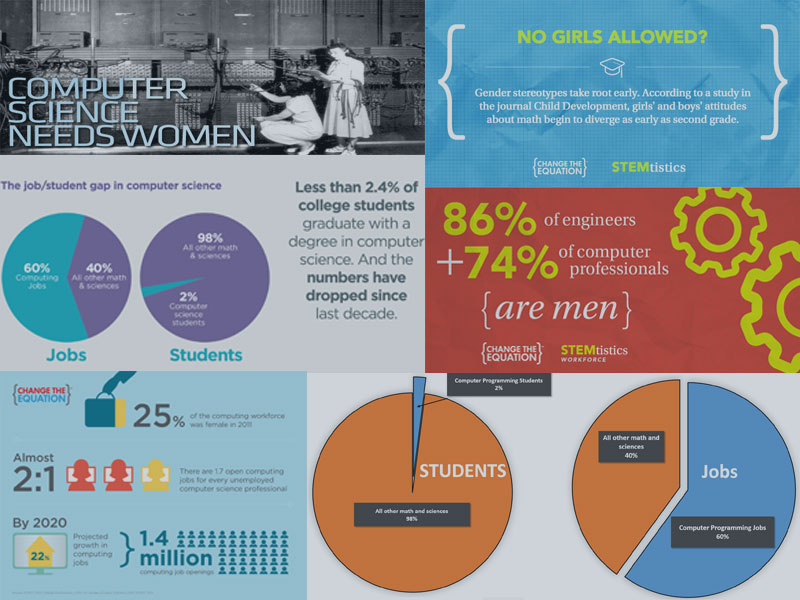 COMPUTER
SCIENCE
NEEDS WOMEN
NO GIRLS ALLOWED?
Gender stereotypes take root early. According to a study in
the journal Child Development, girls' and boys' attitudes
about math begin to diverge as early as second grade.
{CHANGE THE
EQUATION}
STEMtistics
The job/student gap in computer science
60%
Computing
Jobs
40%
All other math
& sciences
Jobs
98%
All other math
& sciences
2%
Computer
science
students
Students
Less than 2.4% of
college students
graduate with a
degree in computer
science. And the
numbers have
dropped since
last decade.
86% of engineers
+74% of computer
professionals
{are men}
{CHANGE THE
EQUATION}
STEMtistics
WORKFORCE
{CHANGE THE
EQUATION}
25% of the computing workforce
was female in 2011
Almost
2:1
There are 1.7 open computing
jobs for every unemployed
computer science professional
By 2020
22%
Projected
growth in
computing
jobs
}
1.4
million
computing job openings
Computer Programming Students
2%
STUDENTS
All other math and sciences
98%
All other math and
sciences
40%
Jobs
Computer Programming Jobs
60%